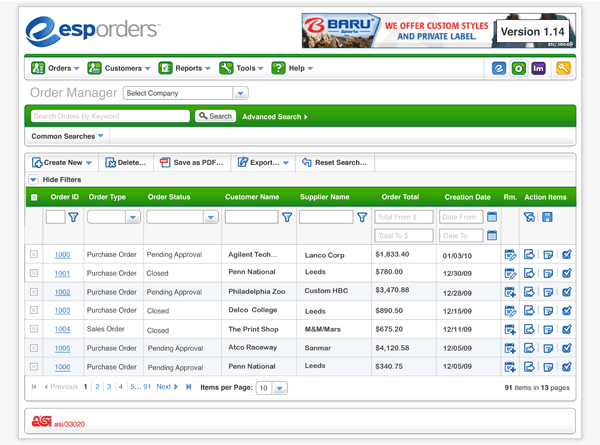 esporders
BARU Sports WE OFFER CUSTOM STYLES AND PRIVATE LABEL. Version 1.14
asi/38689
Orders Customers Reports Tools Help
Order Manager Select Company
Search Orders By Keyword Search Advanced Search
Common Searches
Create New Delete... Save as PDF... Export... Reset Search...
Hide Filters
Order ID Order Type Order Status Customer Name Supplier Name Order Total Creation Date Rm. Action Items
Total From $ Date From
Total To $ Date To
1000 Purchase Order Pending Approval Agilent Tech... Lanco Corp $1,833.40 01/03/10
1001 Purchase Order Closed Penn National Leeds $780.00 12/30/09
1002 Purchase Order Pending Approval Philadelphia Zoo Custom HBC $3,470.88 12/28/09
1003 Purchase Order Closed Delco College Leeds $890.50 12/15/09
1004 Sales Order Closed The Print Shop M&M/Mars $675.20 12/11/09
1005 Purchase Order Pending Approval Atco Raceway Sanmar $4,120.58 12/05/09
1006 Purchase Order Pending Approval Penn National Leeds $340.75 12/05/09
Previous 1 | 2 | 3 | 4 | 5... 91 Next Items per Page: 10 91 items in 13 pages
asi asi/33020